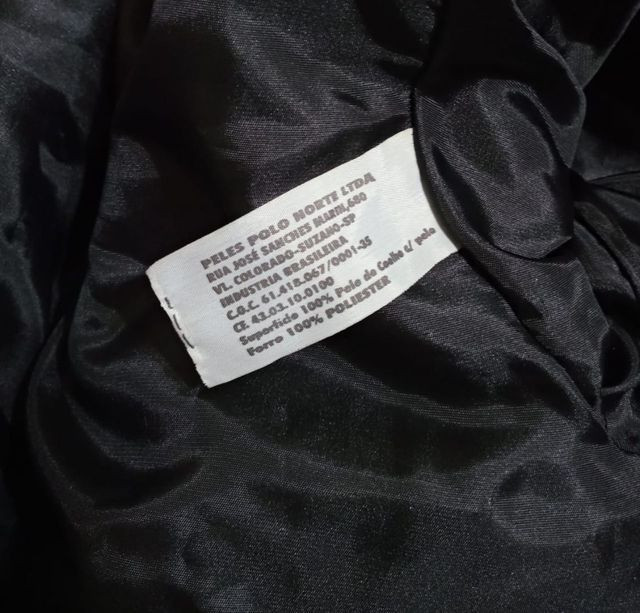 PELES POLO NORTE LTDA
RUA JOSÉ SANCHES MARIN,680
VL. COLORADO-SUZANO-SP
INDUSTRIA BRASILEIRA
C.G.C. 61.418.067/0001-35
CE 43.03.10.0100
Superfície 100% Pele de Coelho c/ pelo
Forro 100% POLIESTER